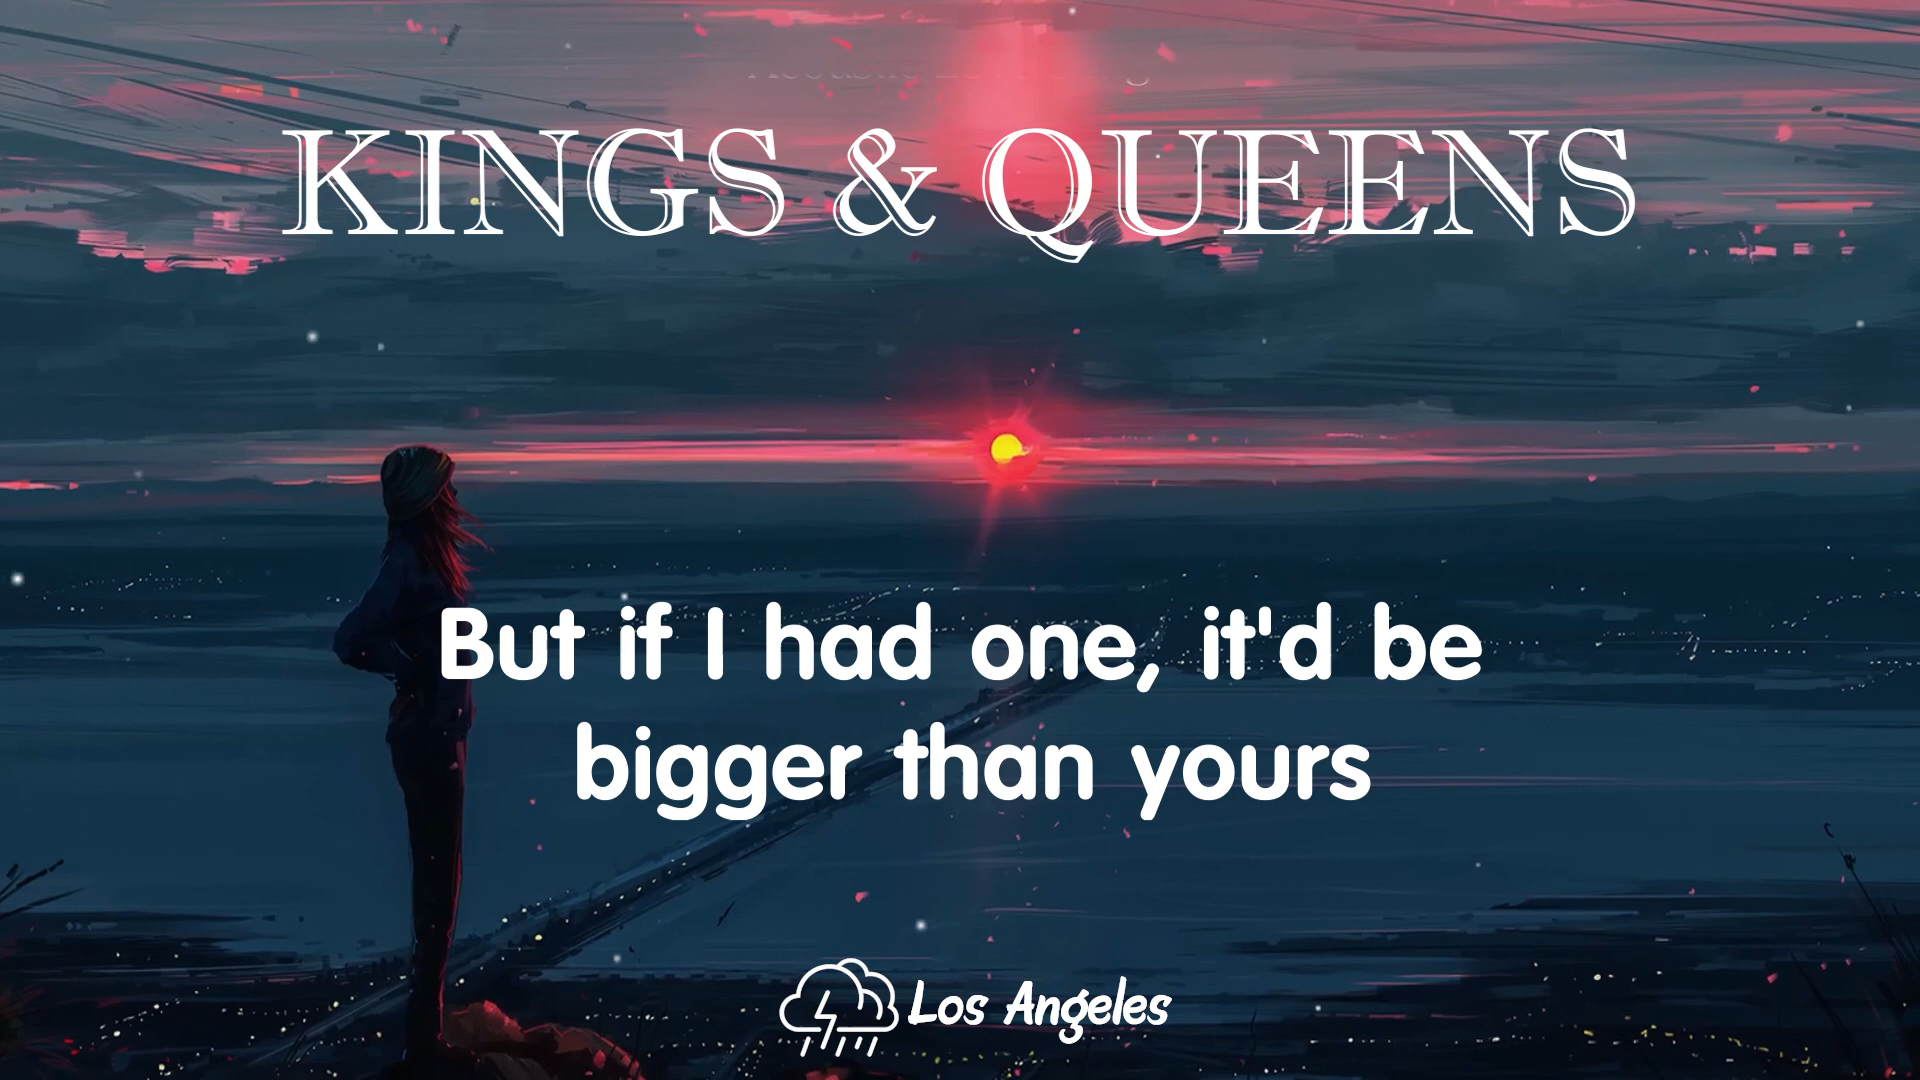 KINGS & QUEENS
But if I had one, it'd be
bigger than yours
Los Angeles